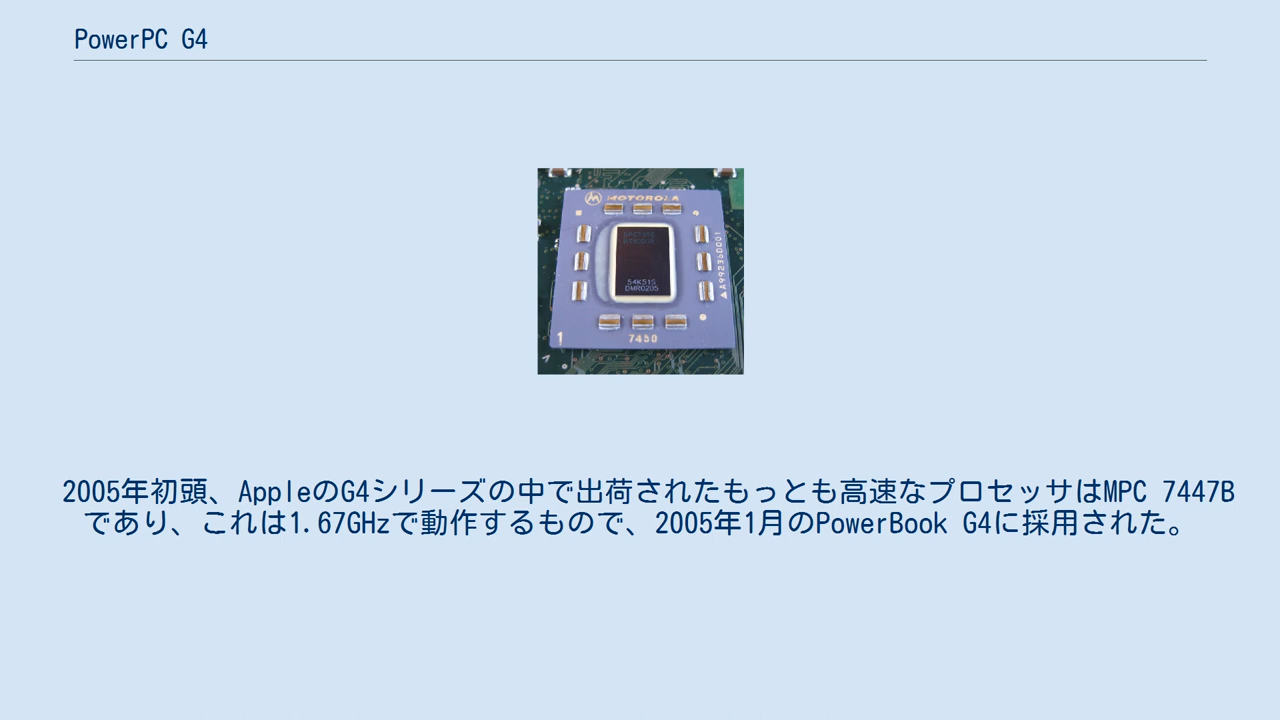 PowerPC G4
MOTOROLA
54K51S
DMR0205
A99236D001
1
7450
2005年初頭、AppleのG4シリーズの中で出荷されたもっとも高速なプロセッサはMPC 7447B
であり、これは1.67GHzで動作するもので、2005年1月のPowerBook G4に採用された。